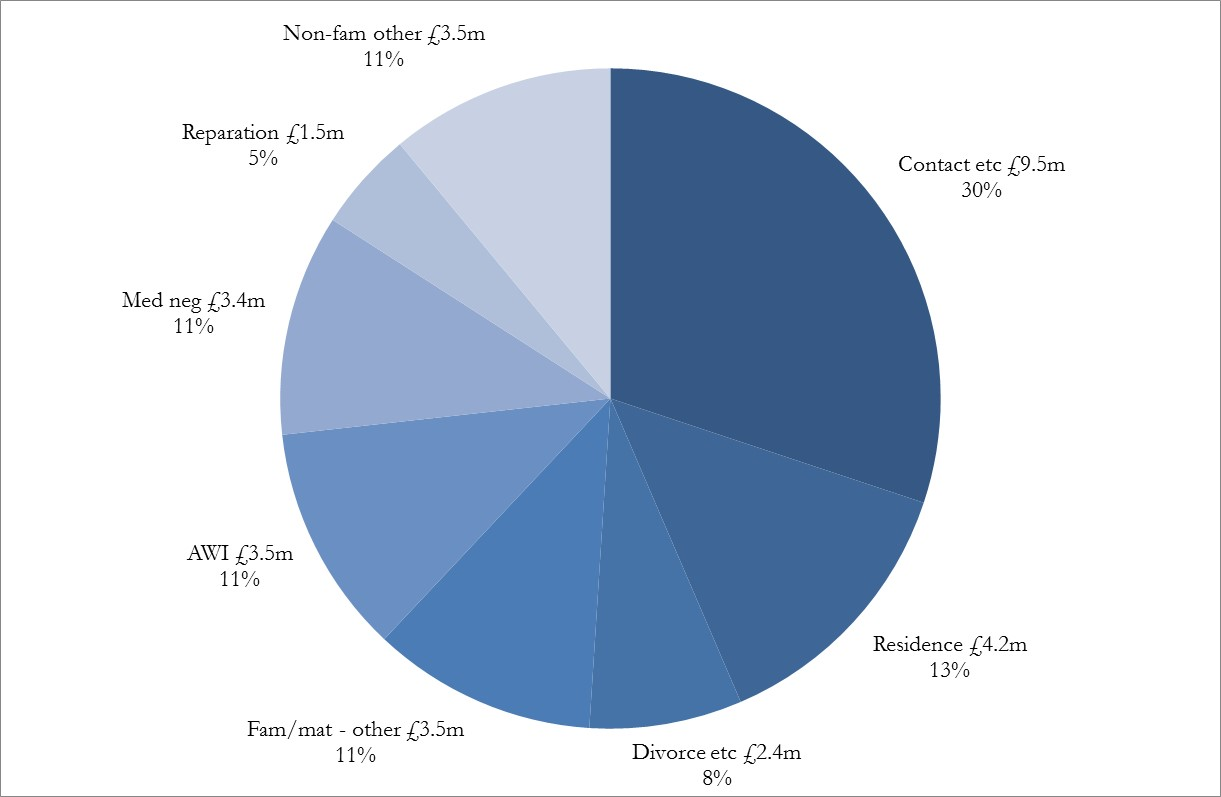 Non-fam other £3.5m
11%
Reparation £1.5m
5%
Contact etc £9.5m
30%
Med neg £3.4m
11%
AWI £3.5m
11%
Residence £4.2m
13%
Fam/mat - other £3.5m
11%
Divorce etc £2.4m
8%